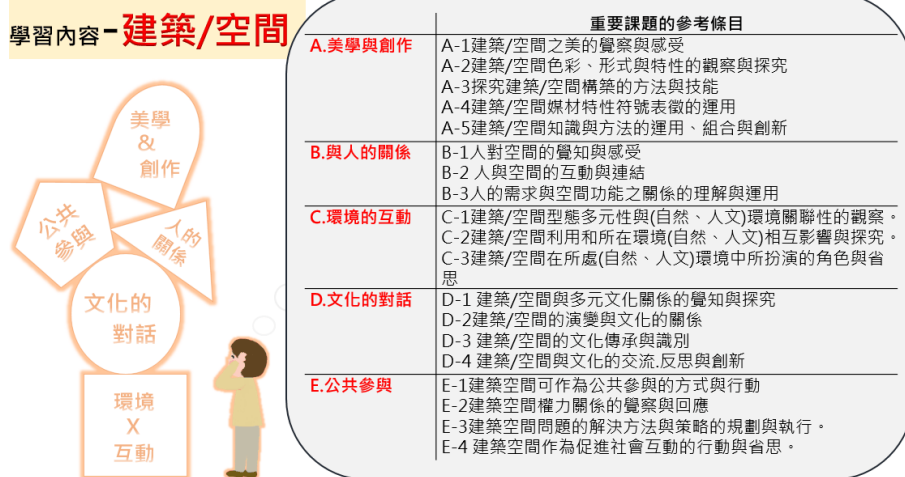 學習內容-建築/空間
美學
&
創作
公共
參與
人的
關係
文化的
對話
環境
X
互動
重要課題的參考條目
A.美學與創作 A-1建築/空間之美的覺察與感受
A-2建築/空間色彩、形式與特性的觀察與探究
A-3探究建築/空間構築的方法與技能
A-4建築/空間媒材特性符號表徵的運用
A-5建築/空間知識與方法的運用、組合與創新
B.與人的關係 B-1人對空間的覺知與感受
B-2 人與空間的互動與連結
B-3人的需求與空間功能之關係的理解與運用
C.環境的互動 C-1建築/空間型態多元性與(自然、人文)環境關聯性的觀察。
C-2建築/空間利用和所在環境(自然、人文)相互影響與探究。
C-3建築/空間在所處(自然、人文)環境中所扮演的角色與省
思
D.文化的對話 D-1 建築/空間與多元文化關係的覺知與探究
D-2建築/空間的演變與文化的關係
D-3 建築/空間的文化傳承與識別
D-4 建築/空間與文化的交流.反思與創新
E.公共參與 E-1建築空間可作為公共參與的方式與行動
E-2建築空間權力關係的覺察與回應
E-3建築空間問題的解決方法與策略的規劃與執行。
E-4 建築空間作為促進社會互動的行動與省思。